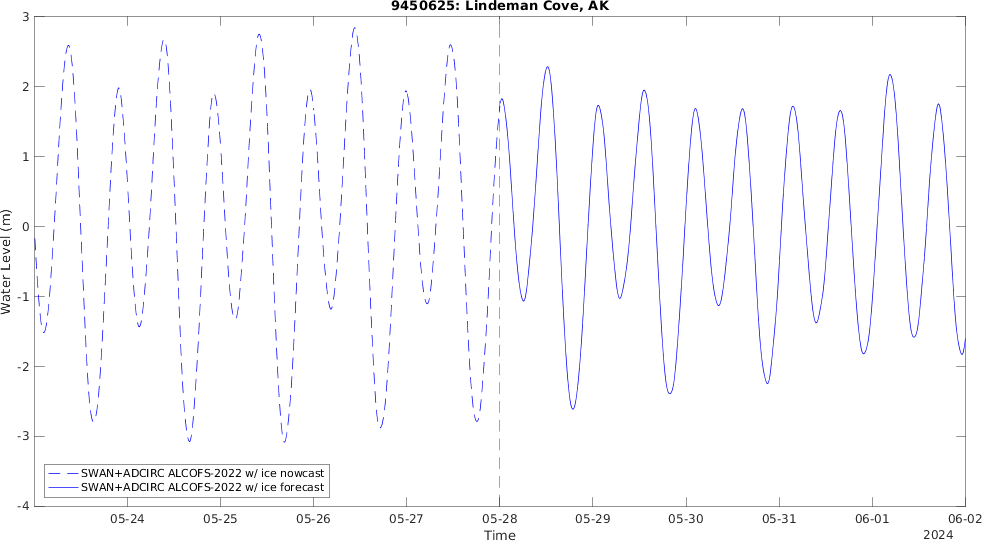 9450625: Lindeman Cove, AK
3
2
1
0
-1
-2
-3
-4
Water Level (m)
SWAN+ADCIRC ALCOFS-2022 w/ ice nowcast
SWAN+ADCIRC ALCOFS-2022 w/ ice forecast
05-24 05-25 05-26 05-27 05-28 05-29 05-30 05-31 06-01 06-02
Time
2024